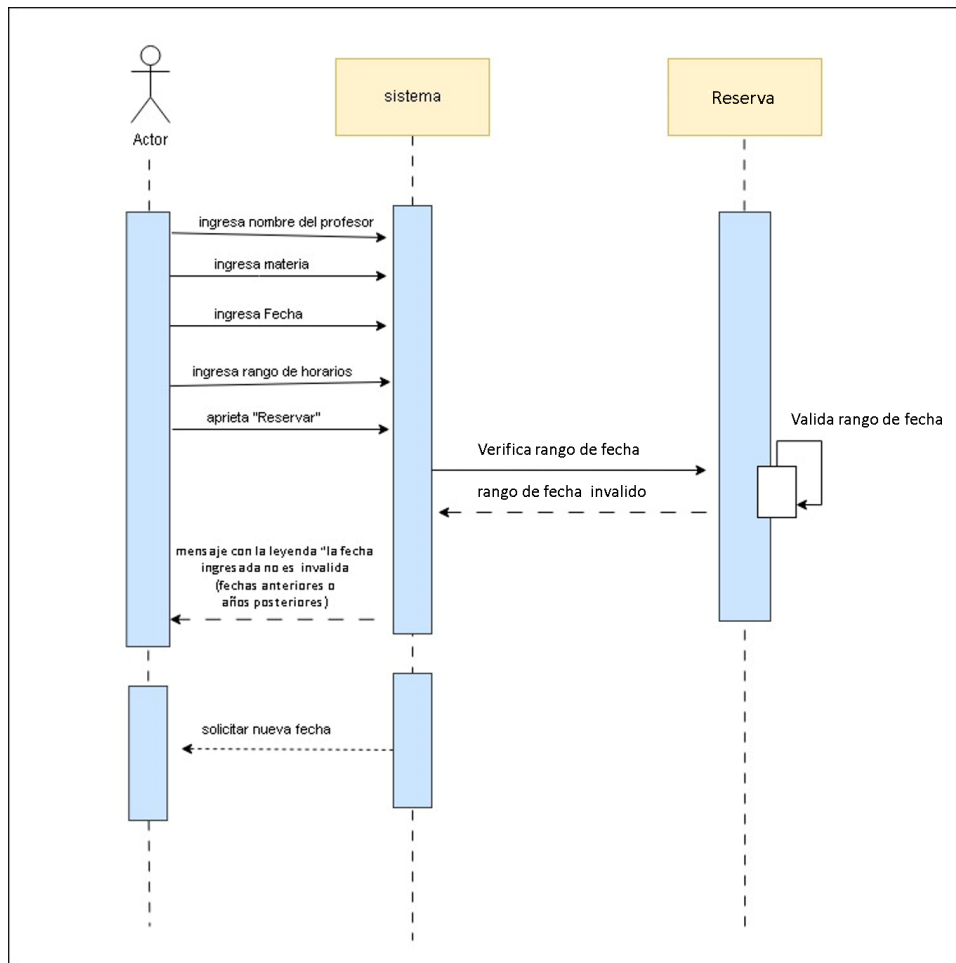 Actor
sistema
Reserva
ingresa nombre del profesor
ingresa materia
ingresa Fecha
ingresa rango de horarios
aprieta "Reservar"
Valida rango de fecha
Verifica rango de fecha
rango de fecha invalido
mensaje con la leyenda "la fecha
ingresada no es invalida
(fechas anteriores o
años posteriores)
solicitar nueva fecha